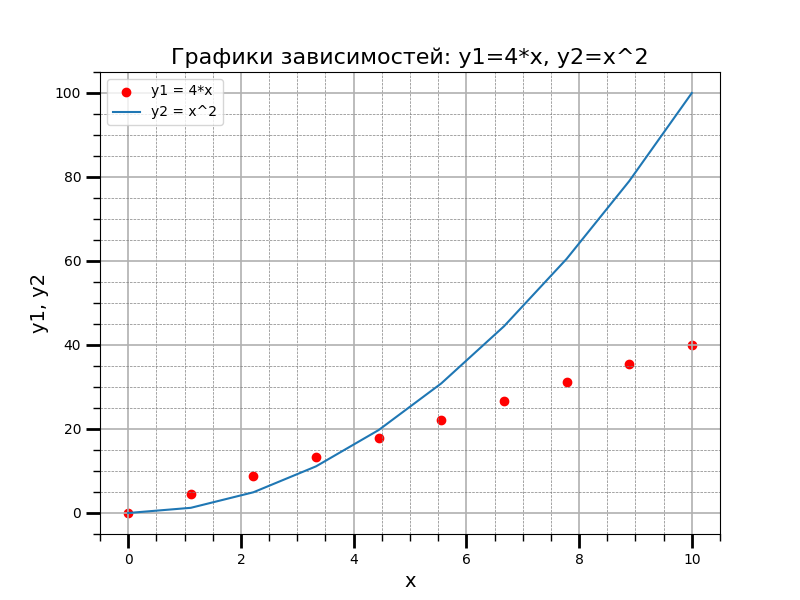 Графики зависимостей: y1=4*x, y2=x^2
y1 = 4*x
y2 = x^2
100
80
60
40
20
0
y1, y2
0 2 4 6 8 10
x